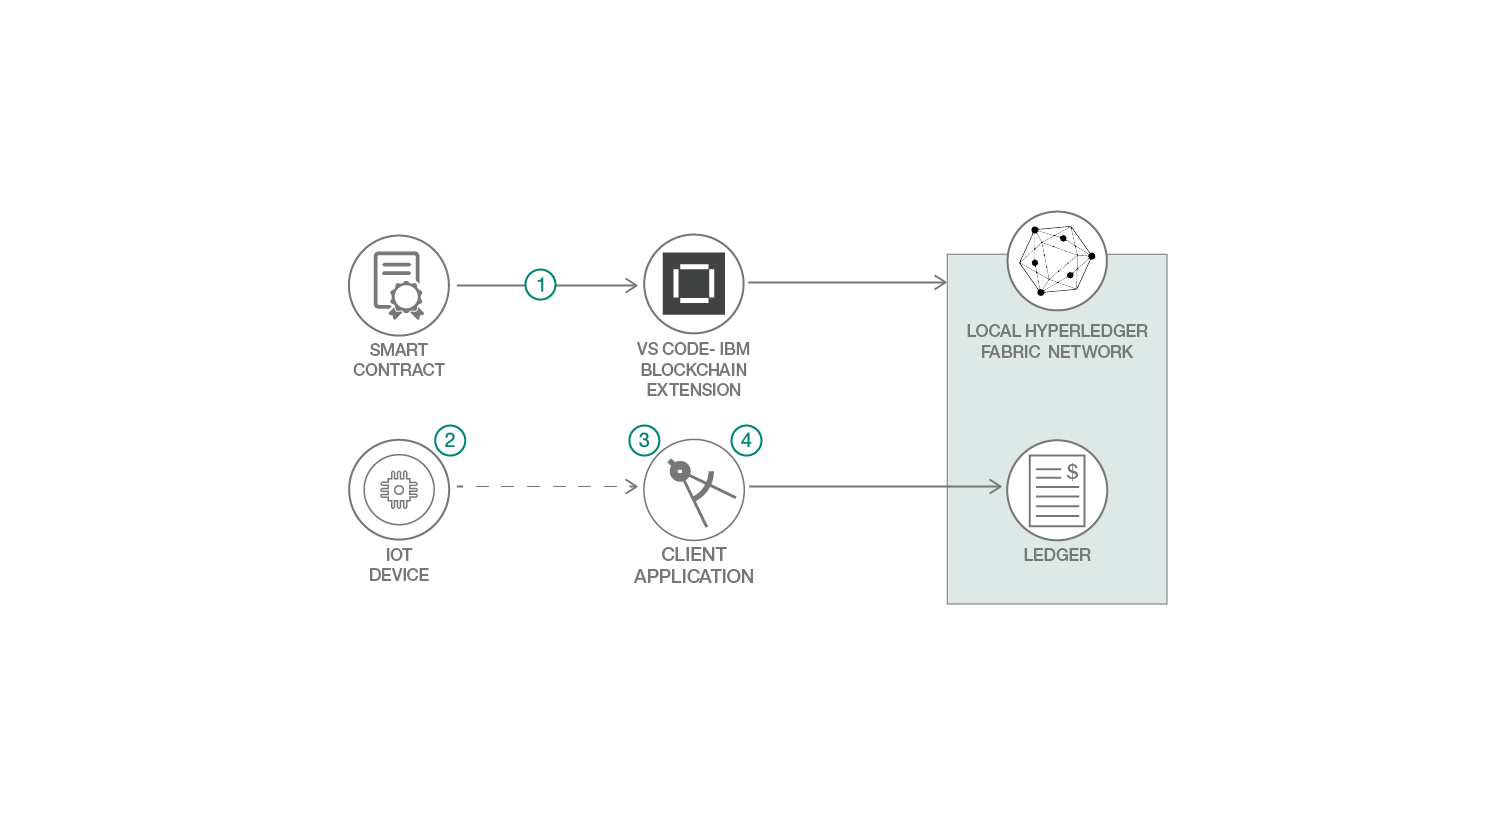 1
SMART
CONTRACT
VS CODE- IBM
BLOCKCHAIN
EXTENSION
LOCAL HYPERLEDGER
FABRIC NETWORK
2
IOT
DEVICE
3
4
CLIENT
APPLICATION
$
LEDGER